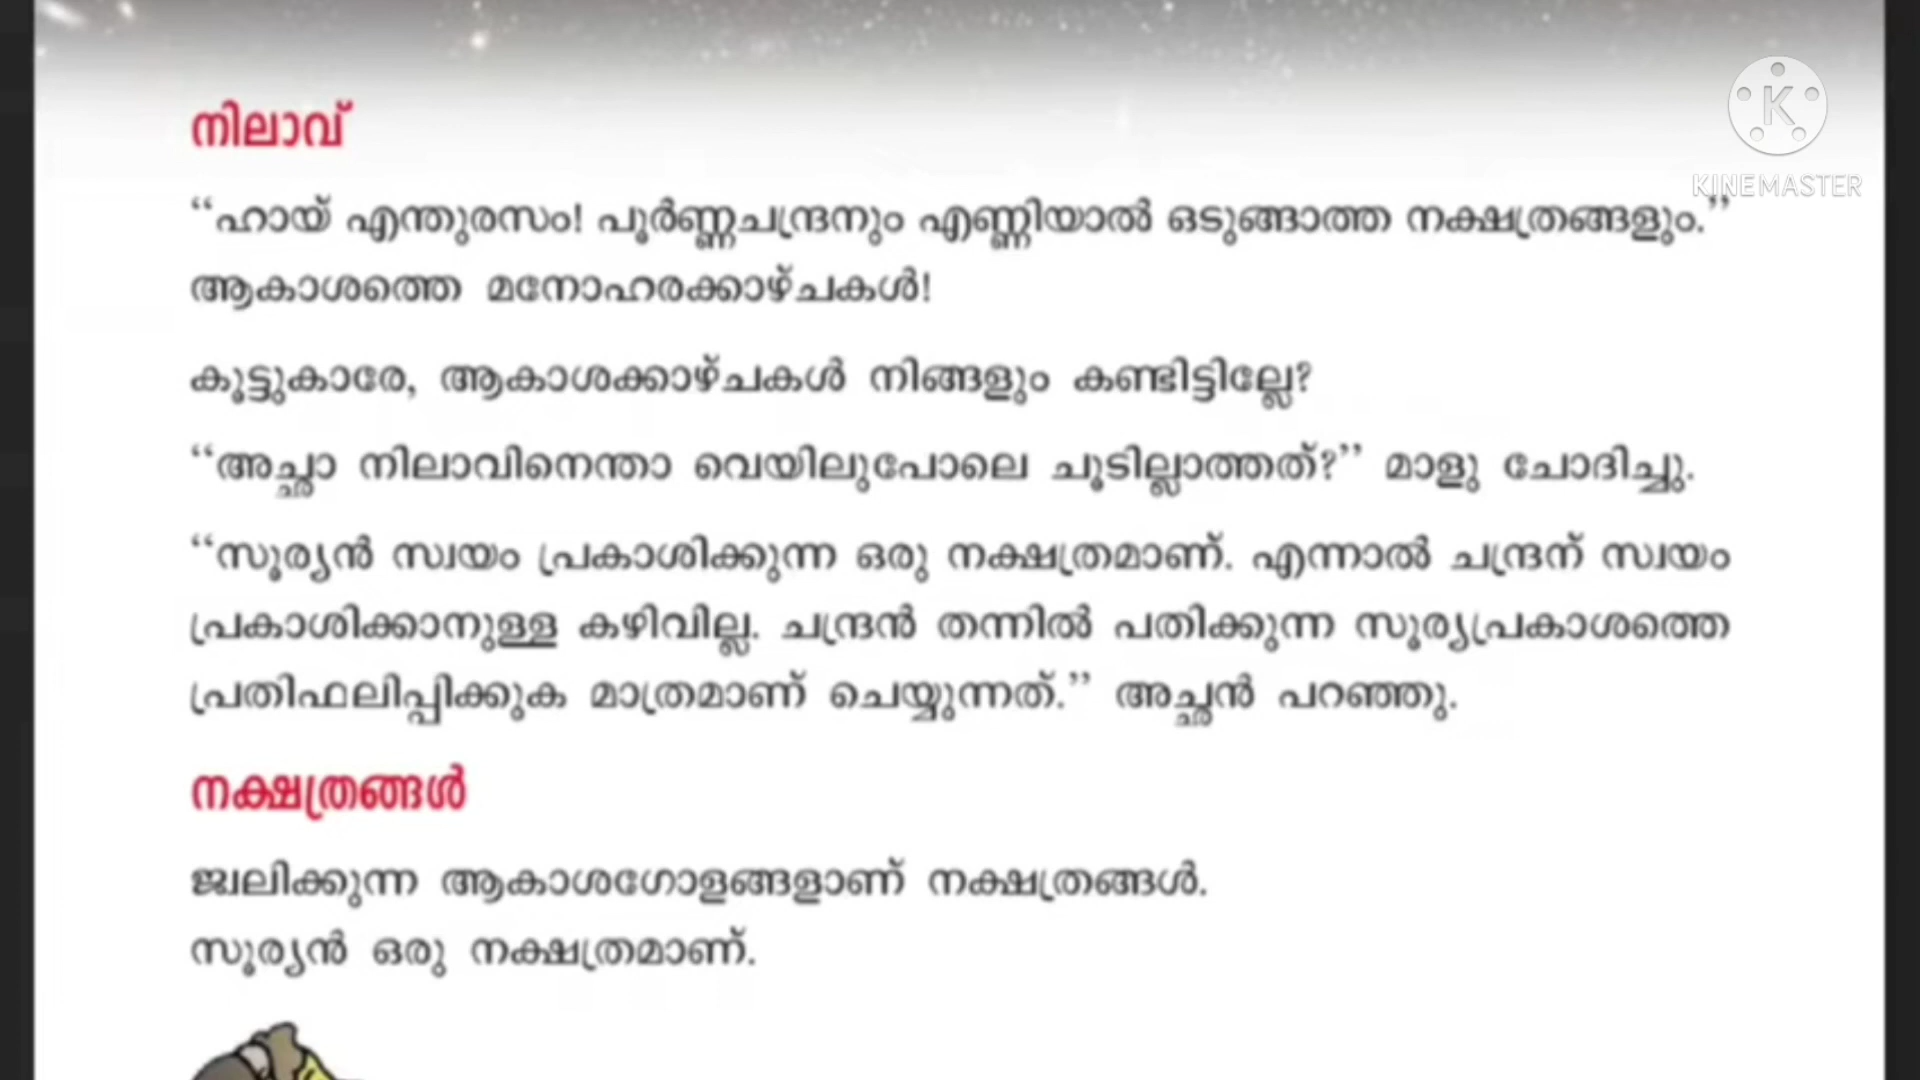 നിലാവ്
“ഹായ് എന്തുരസം! പൂർണ്ണചന്ദ്രനും എണ്ണിയാൽ ഒടുങ്ങാത്ത നക്ഷത്രങ്ങളും.”
ആകാശത്തെ മനോഹരക്കാഴ്ചകൾ!
കൂട്ടുകാരേ, ആകാശക്കാഴ്ചകൾ നിങ്ങളും കണ്ടിട്ടില്ലേ?
“അച്ഛാ നിലാവിനെന്താ വെയിലുപോലെ ചൂടില്ലാത്തത്?” മാളു ചോദിച്ചു.
“സൂര്യൻ സ്വയം പ്രകാശിക്കുന്ന ഒരു നക്ഷത്രമാണ്. എന്നാൽ ചന്ദ്രന് സ്വയം
പ്രകാശിക്കാനുള്ള കഴിവില്ല. ചന്ദ്രൻ തന്നിൽ പതിക്കുന്ന സൂര്യപ്രകാശത്തെ
പ്രതിഫലിപ്പിക്കുക മാത്രമാണ് ചെയ്യുന്നത്.” അച്ഛൻ പറഞ്ഞു.
നക്ഷത്രങ്ങൾ
ജ്വലിക്കുന്ന ആകാശഗോളങ്ങളാണ് നക്ഷത്രങ്ങൾ.
സൂര്യൻ ഒരു നക്ഷത്രമാണ്.
K
KINEMASTER